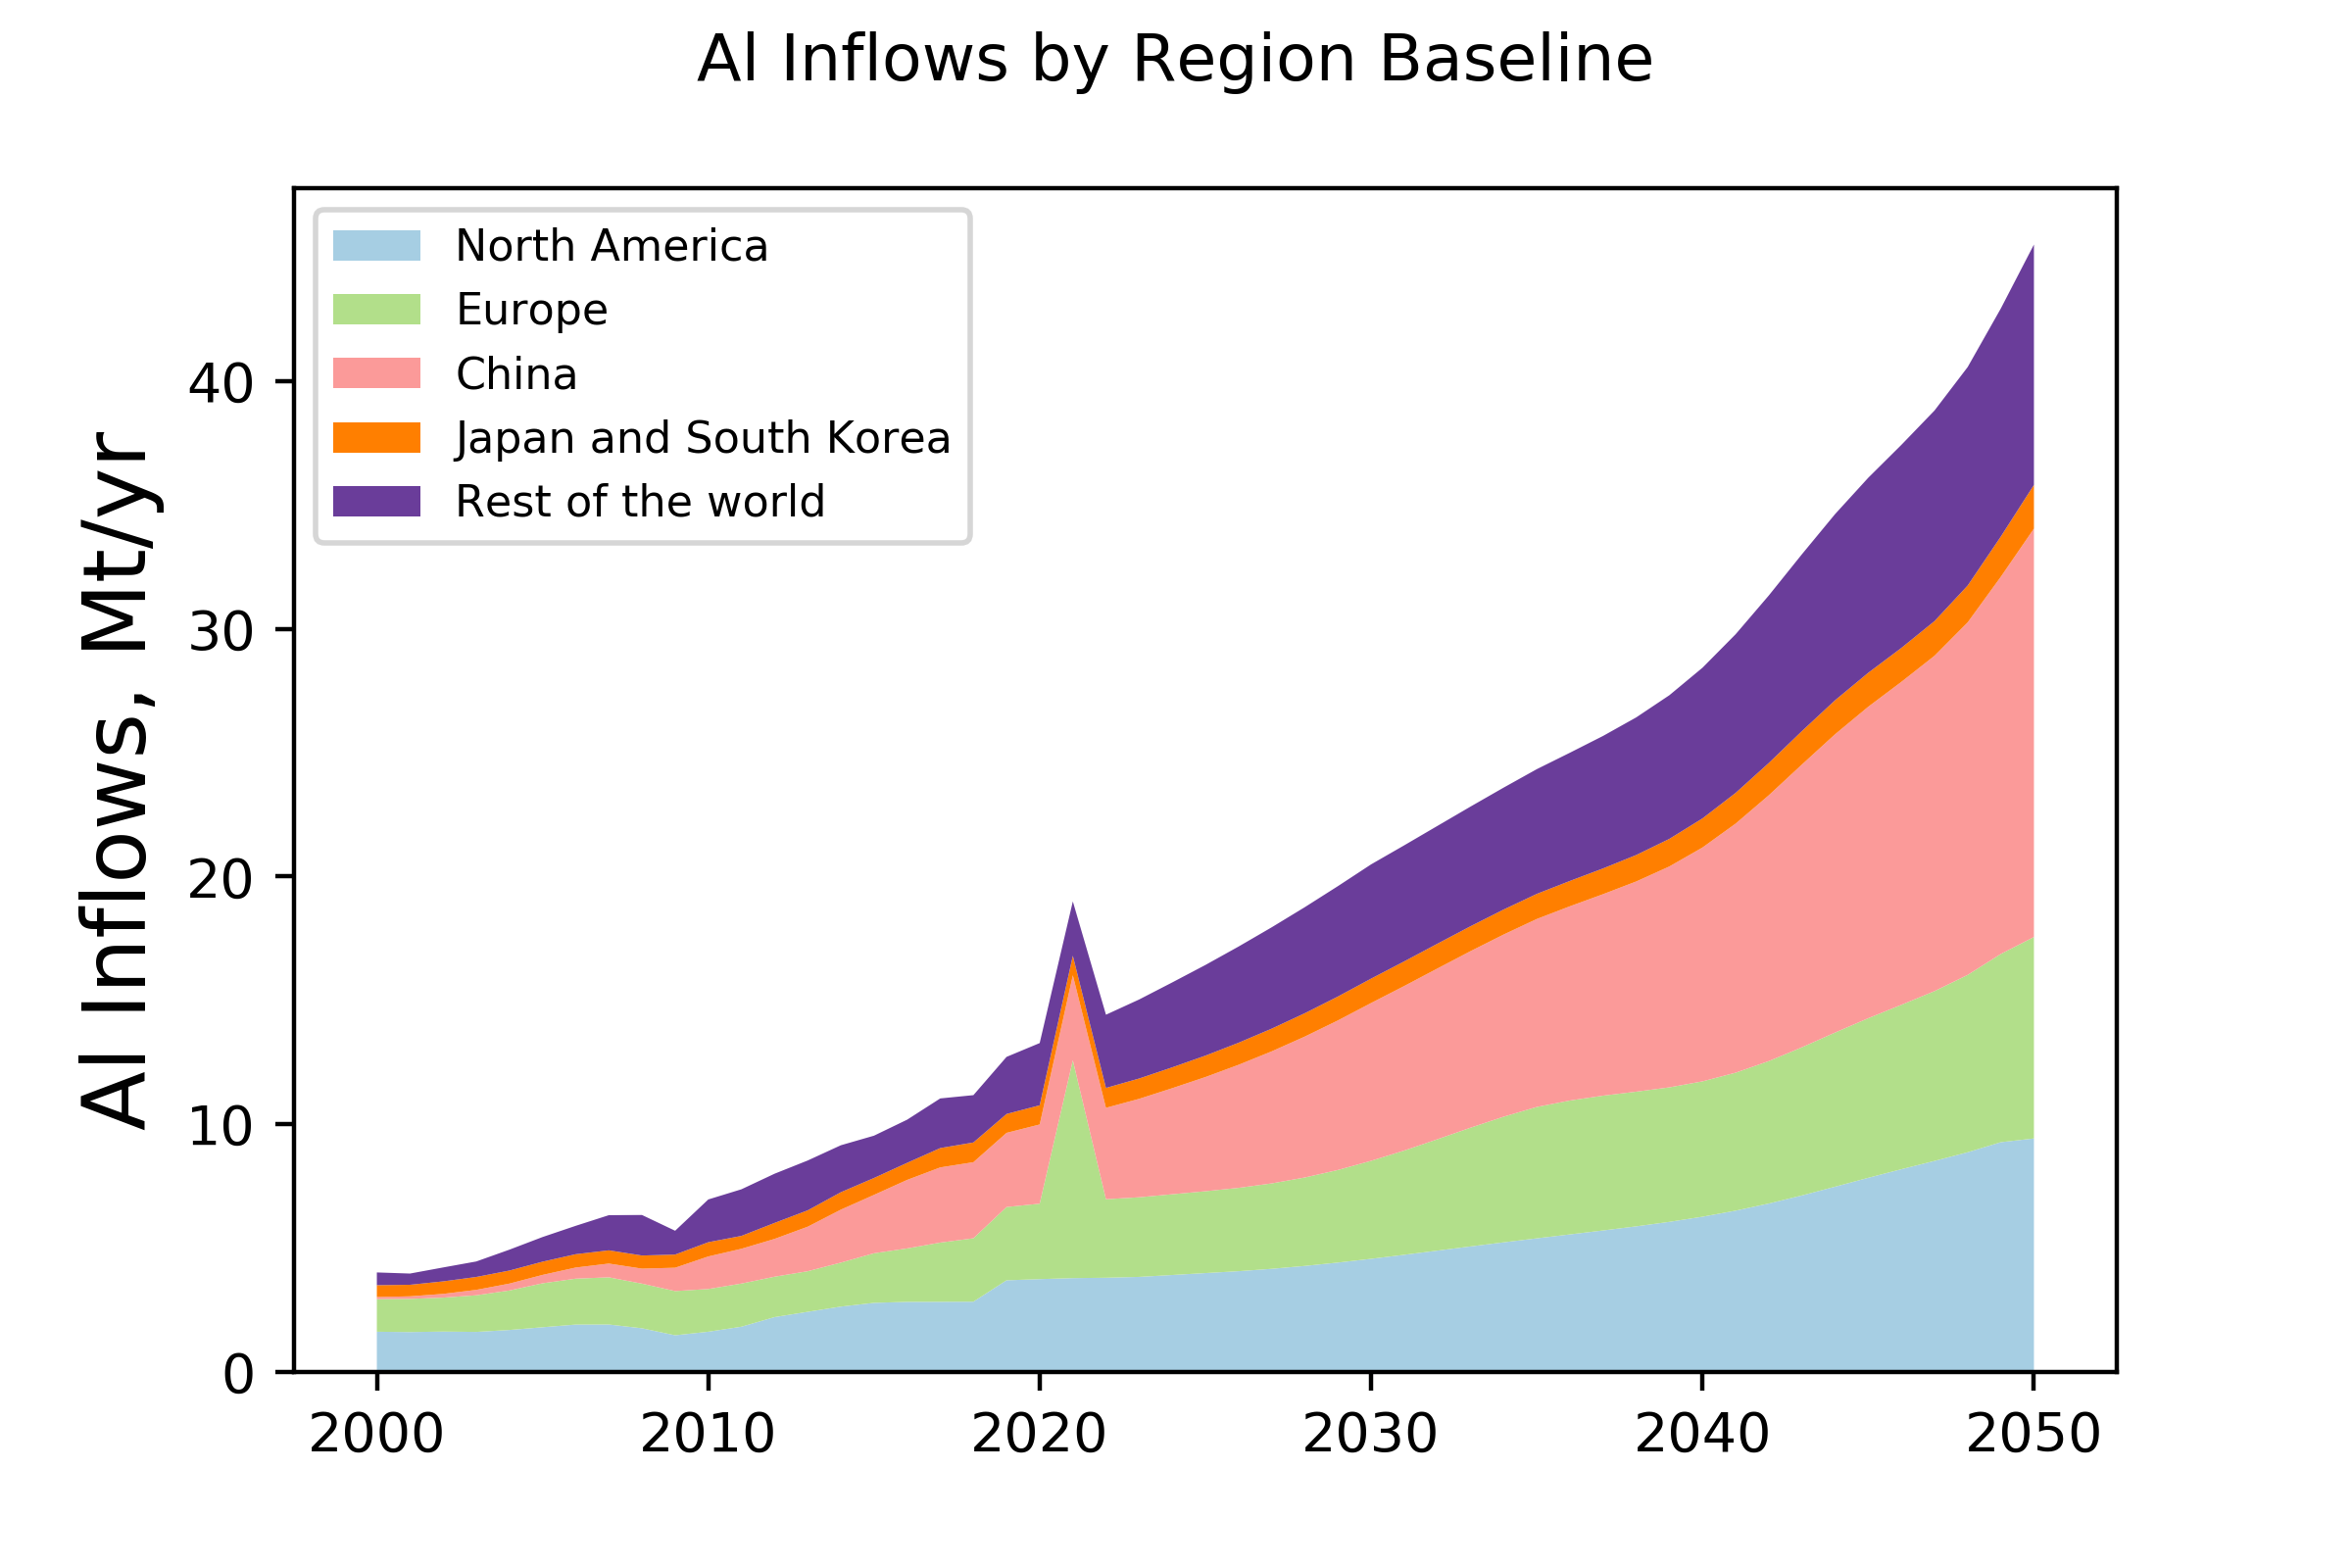 Al Inflows by Region Baseline
North America
Europe
China
Japan and South Korea
Rest of the world
Al Inflows, Mt/yr
40
30
20
10
0
2000 2010 2020 2030 2040 2050